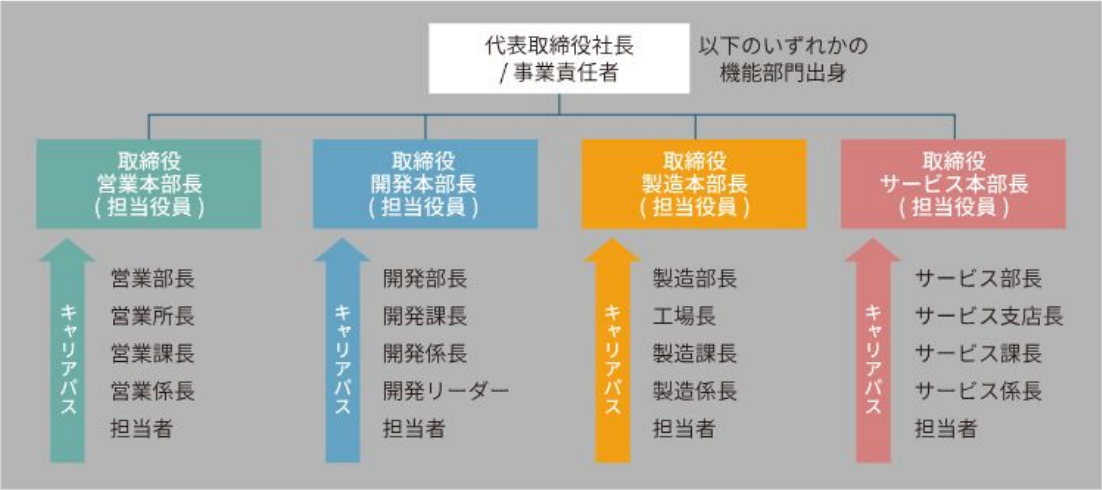 代表取締役社長
/ 事業責任者
以下のいずれかの
機能部門出身
取締役
営業本部長
( 担当役員 )
取締役
開発本部長
( 担当役員 )
取締役
製造本部長
( 担当役員 )
取締役
サービス本部長
( 担当役員 )
キャリアパス
営業部長
営業所長
営業課長
営業係長
担当者
キャリアパス
開発部長
開発課長
開発係長
開発リーダー
担当者
キャリアパス
製造部長
工場長
製造課長
製造係長
担当者
キャリアパス
サービス部長
サービス支店長
サービス課長
サービス係長
担当者